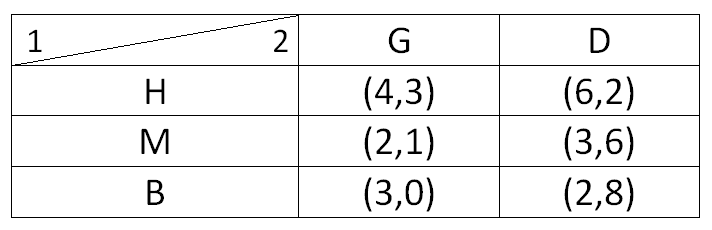 1 2 G D
H (4,3) (6,2)
M (2,1) (3,6)
B (3,0) (2,8)